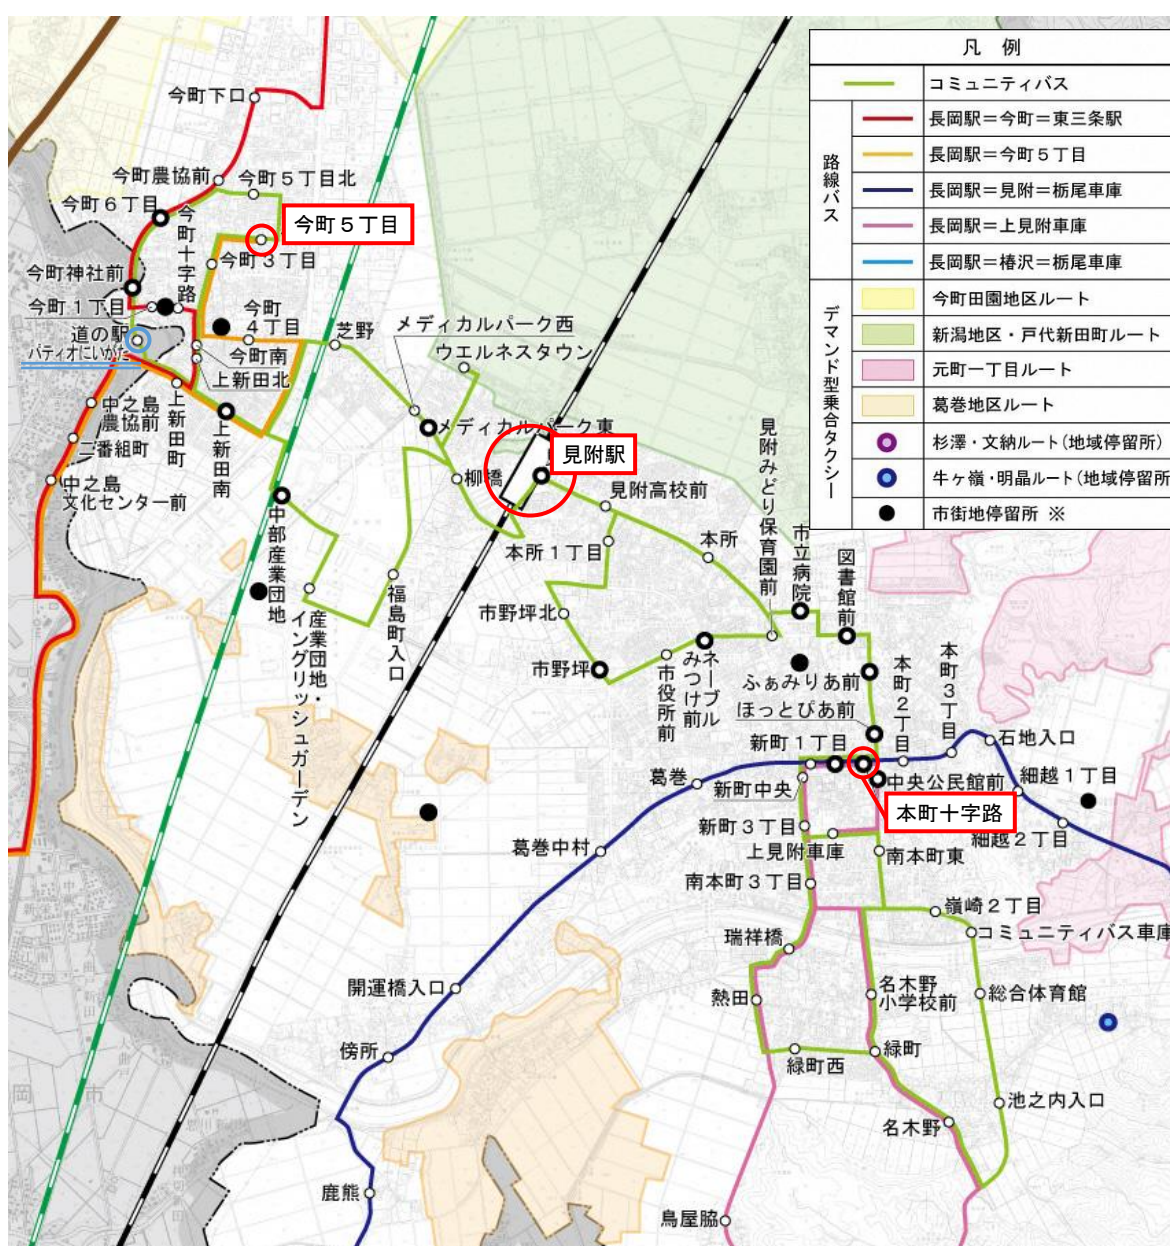 凡 例
コミュニティバス
路線バス
長岡駅＝今町＝東三条駅
長岡駅＝今町５丁目
長岡駅＝見附＝栃尾車庫
長岡駅＝上見附車庫
長岡駅＝椿沢＝栃尾車庫
デマンド型乗合タクシー
今町田園地区ルート
新潟地区・戸代新田町ルート
元町一丁目ルート
葛巻地区ルート
杉澤・文納ルート(地域停留所)
牛ヶ嶺・明晶ルート(地域停留所
市街地停留所 ※
今町下口
今町農協前
今町５丁目北
今町６丁目
今町十字路
今町５丁目
今町３丁目
今町神社前
今町１丁目
今町
４丁目
道の駅
パティオにいがた
今町南
上新田北
芝野
メディカルパーク西
ウエルネスタウン
中之島
農協前
上新田町
上新田南
二番組町
中之島
文化センター前
メディカルパーク東
見附駅
柳橋
見附高校前
本所１丁目
本所
見附みどり保育園前
市立病院
図書館前
中部産業団地
産業団地・
イングリッシュガーデン
福島町入口
市野坪北
市野坪
市役所前
ネーブル
みつけ前
ふぁみりあ前
ほっとぴあ前
本町２丁目
本町３丁目
石地入口
新町１丁目
葛巻
新町中央
中央公民館前
細越１丁目
本町十字路
新町３丁目
上見附車庫
細越２丁目
葛巻中村
南本町東
南本町３丁目
嶺崎２丁目
瑞祥橋
コミュニティバス車庫
開運橋入口
熱田
名木野
小学校前
総合体育館
傍所
緑町西
緑町
池之内入口
名木野
鹿熊
鳥屋脇
岡
市